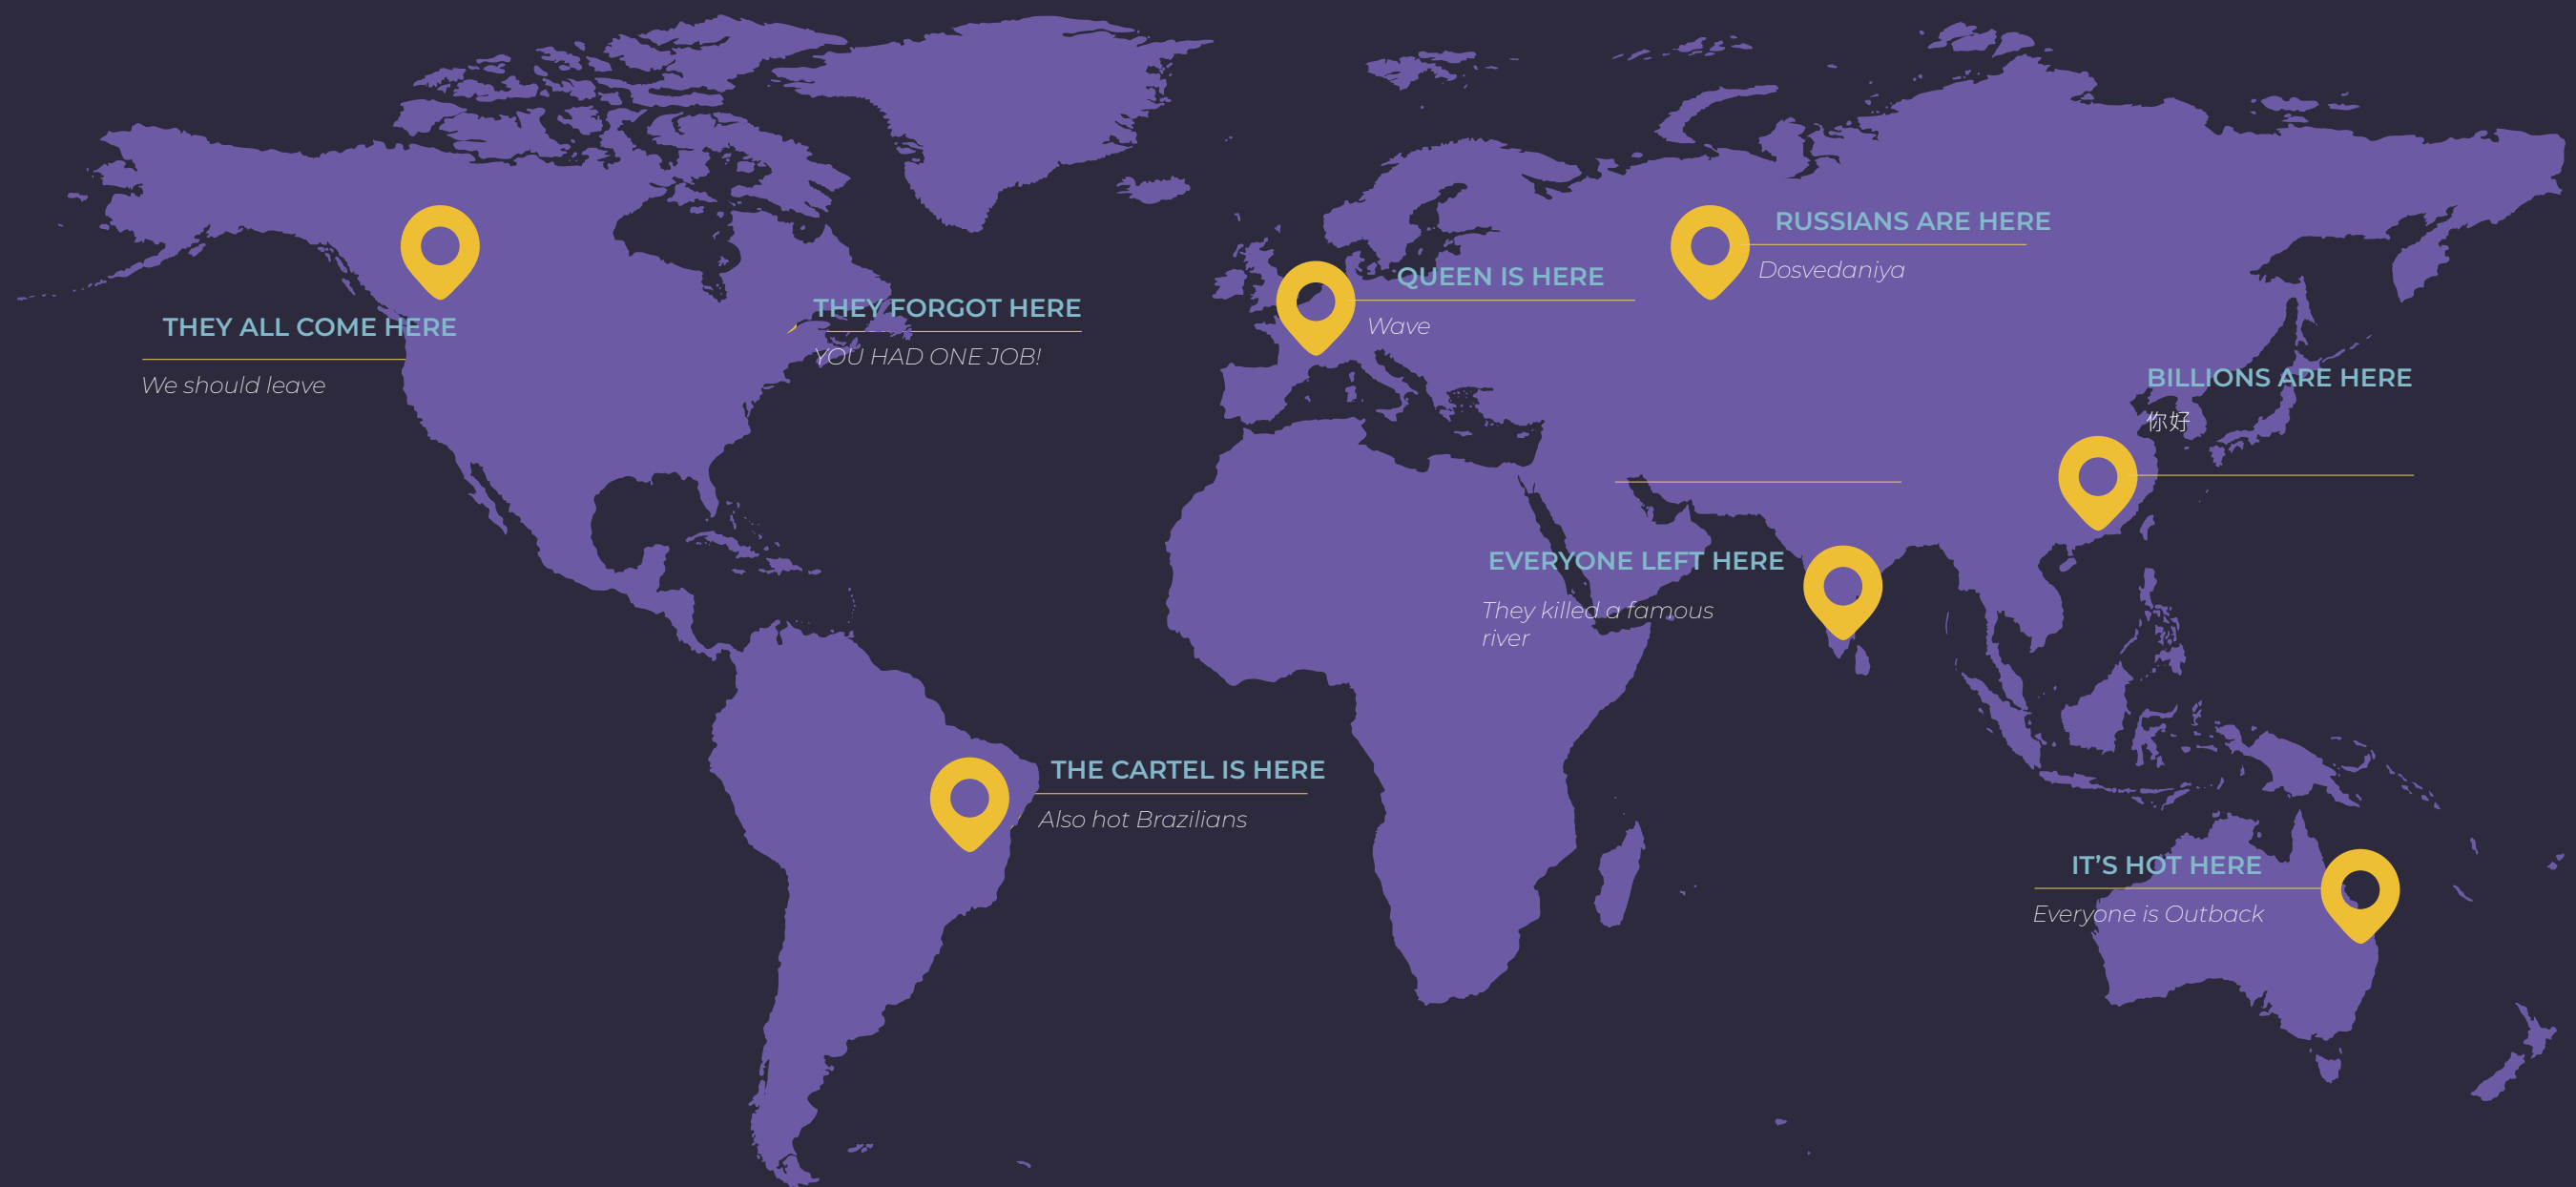 RUSSIANS ARE HERE
Dosvedaniya
QUEEN IS HERE
Wave
THEY FORGOT HERE
YOU HAD ONE JOB!
THEY ALL COME HERE
We should leave
BILLIONS ARE HERE
你好
EVERYONE LEFT HERE
They killed a famous
river
THE CARTEL IS HERE
Also hot Brazilians
IT’S HOT HERE
Everyone is Outback